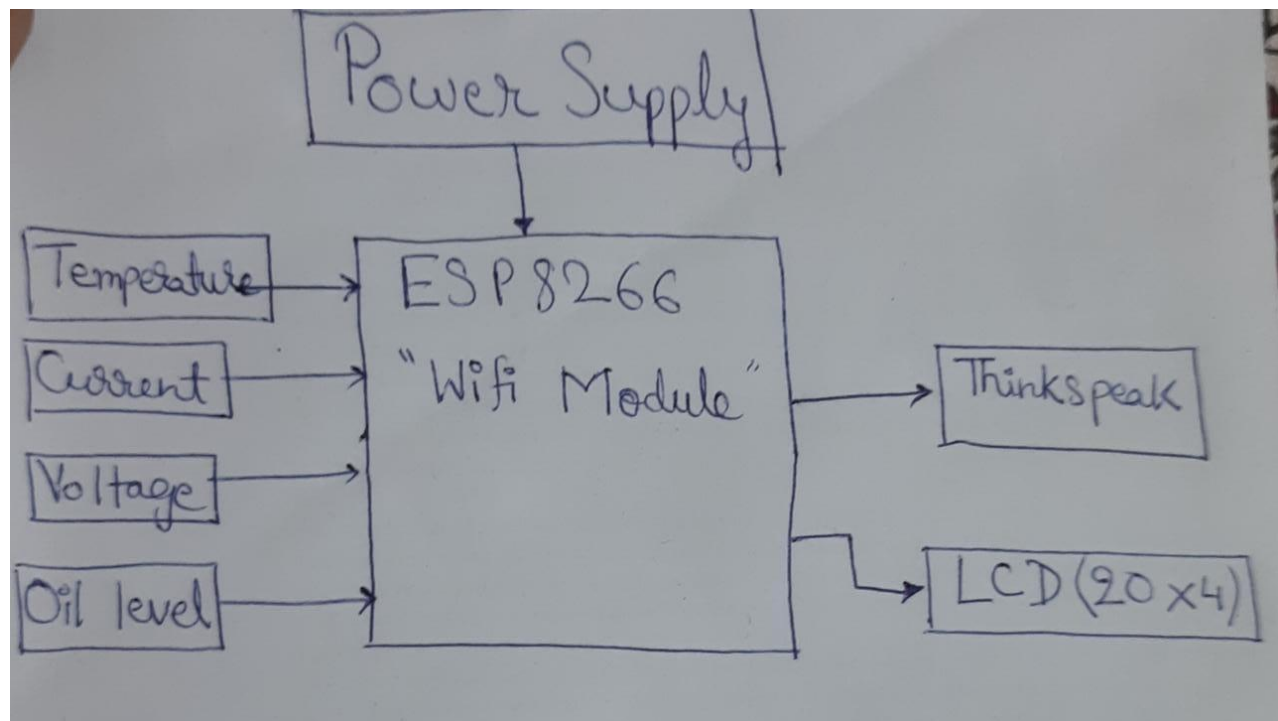 Power Supply
Temperature
ESP8266
Current
"Wifi Module"
Thinkspeak
Voltage
Oil level
LCD (20x4)